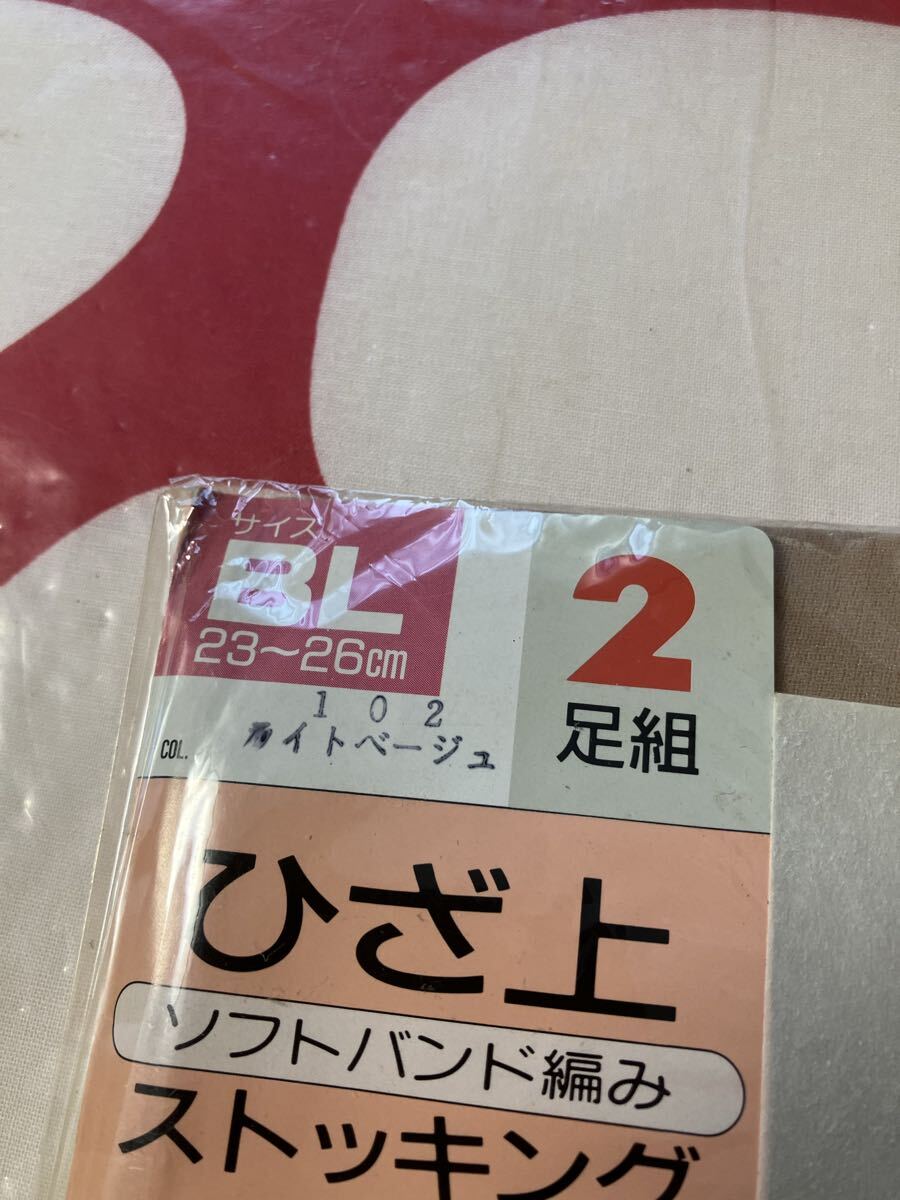 サイズ
23～26cm
2
足組
102
COL. ライトベージュ
ひざ上
ソフトバンド編み
ストッキング